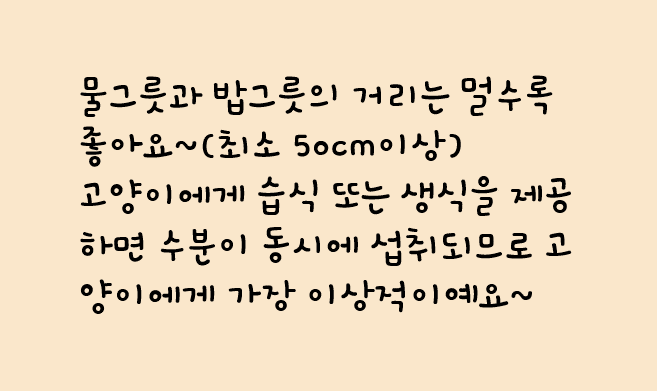 물그릇과 밥그릇의 거리는 멀수록
좋아요~(최소 50cm이상)
고양이에게 습식 또는 생식을 제공
하면 수분이 동시에 섭취되므로 고
양이에게 가장 이상적이예요~